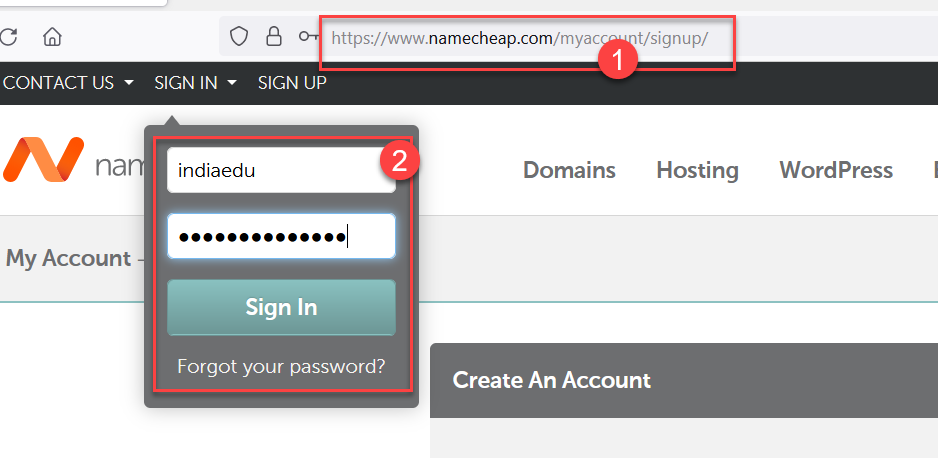 https://www.namecheap.com/myaccount/signup/
1
CONTACT US SIGN IN SIGN UP
indiaedu
2
●●●●●●●●●●●●●●
Sign In
Forgot your password?
nam
Domains Hosting WordPress
My Account –
Create An Account